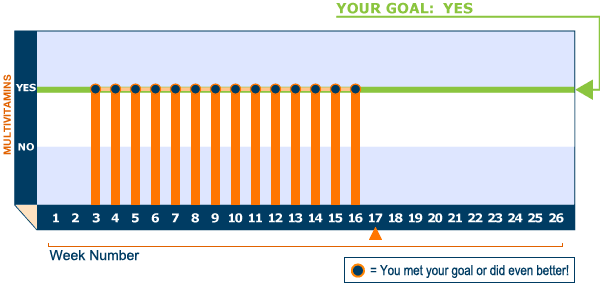 YOUR GOAL: YES
MULTIVITAMINS
YES
NO
1 2 3 4 5 6 7 8 9 10 11 12 13 14 15 16 17 18 19 20 21 22 23 24 25 26
Week Number
= You met your goal or did even better!